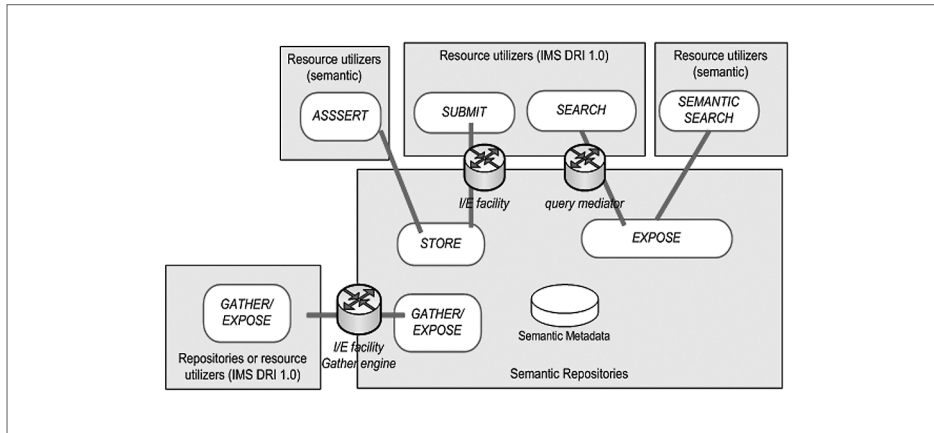 Resource utilizers
(semantic)
ASSSERT
Resource utilizers (IMS DRI 1.0)
SUBMIT
SEARCH
Resource utilizers
(semantic)
SEMANTIC
SEARCH
I/E facility
query mediator
STORE
EXPOSE
GATHER/
EXPOSE
Repositories or resource
utilizers (IMS DRI 1.0)
I/E facility
Gather engine
GATHER/
EXPOSE
Semantic Metadata
Semantic Repositories